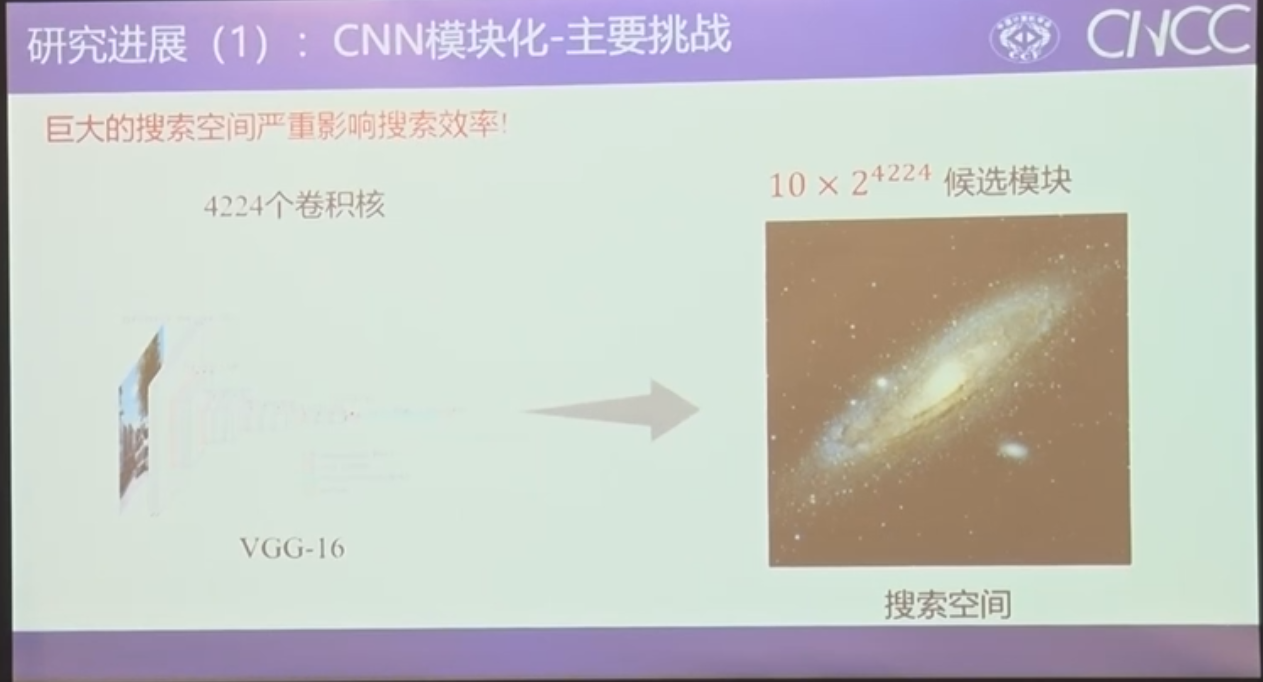 研究进展（1）：CNN模块化-主要挑战
CCF
CNCC
巨大的搜索空间严重影响搜索效率!
4224个卷积核
10 × 2^4224 候选模块
VGG-16
搜索空间